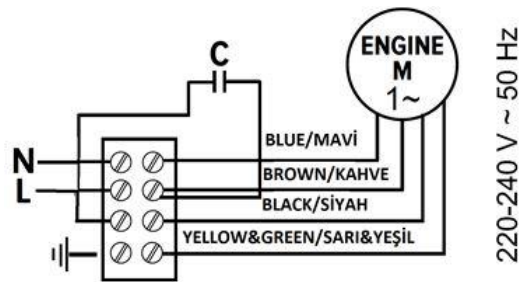 C
ENGINE
M
1~
N
L
BLUE/MAVİ
BROWN/KAHVE
BLACK/SİYAH
YELLOW&GREEN/SARI&YEŞİL
220-240 V ~ 50 Hz